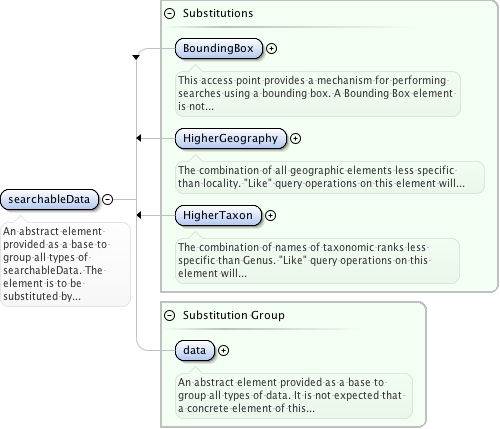 Substitutions
BoundingBox
This access point provides a mechanism for performing
searches using a bounding box. A Bounding Box element
is not...
HigherGeography
The combination of all geographic elements less specific
than locality. "Like" query operations on this element will...
HigherTaxon
The combination of names of taxonomic ranks less
specific than Genus. "Like" query operations on this
element will...
searchableData
An abstract element
provided as a base to
group all types of
searchableData. The
element is to be
substituted by...
Substitution Group
data
An abstract element provided as a base to
group all types of data. It is not expected that
a concrete element of this...